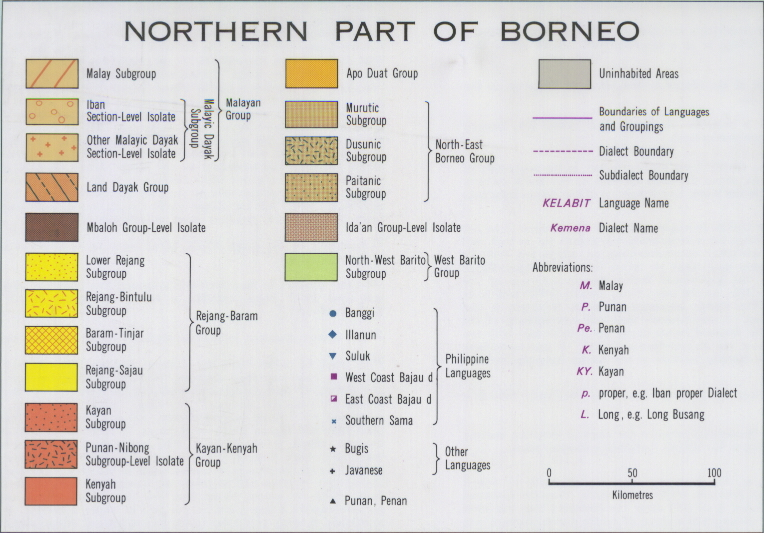 NORTHERN PART OF BORNEO
Malay Subgroup
Iban
Section-Level Isolate
Other Malayic Dayak
Section-Level Isolate
Malayic Dayak
Subgroup
Malayan
Group
Land Dayak Group
Mbaloh Group-Level Isolate
Lower Rejang
Subgroup
Rejang-Bintulu
Subgroup
Baram-Tinjar
Subgroup
Rejang-Sajau
Subgroup
Rejang-Baram
Group
Kayan
Subgroup
Punan-Nibong
Subgroup-Level Isolate
Kenyah
Subgroup
Kayan-Kenyah
Group
Apo Duat Group
Murutic
Subgroup
Dusunic
Subgroup
Paitanic
Subgroup
North-East
Borneo Group
Ida'an Group-Level Isolate
North-West Barito
Subgroup
West Barito
Group
Banggi
Illanun
Suluk
West Coast Bajau d
East Coast Bajau d
Southern Sama
Philippine
Languages
Bugis
Javanese
Other
Languages
Punan, Penan
Uninhabited Areas
Boundaries of Languages
and Groupings
Dialect Boundary
Subdialect Boundary
KELABIT Language Name
Kemena Dialect Name
Abbreviations:
M. Malay
P. Punan
Pe. Penan
K. Kenyah
KY. Kayan
p. proper, e.g. Iban proper Dialect
L. Long, e.g. Long Busang
0 50 100
Kilometres